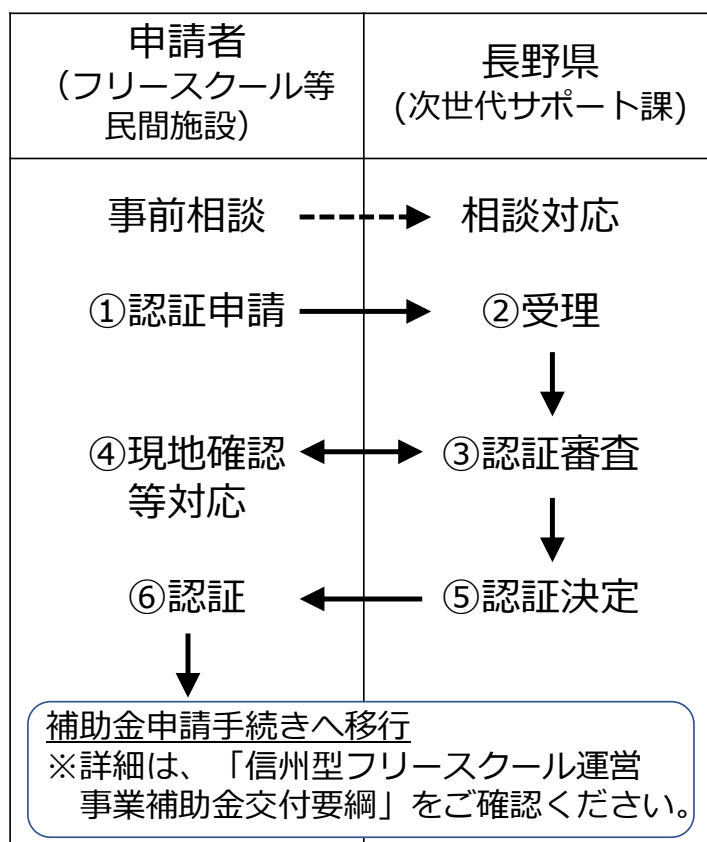 申請者
（フリースクール等
民間施設）
長野県
(次世代サポート課)
事前相談
相談対応
①認証申請
②受理
④現地確認
等対応
③認証審査
⑥認証
⑤認証決定
補助金申請手続きへ移行
※詳細は、「信州型フリースクール運営
事業補助金交付要綱」をご確認ください。